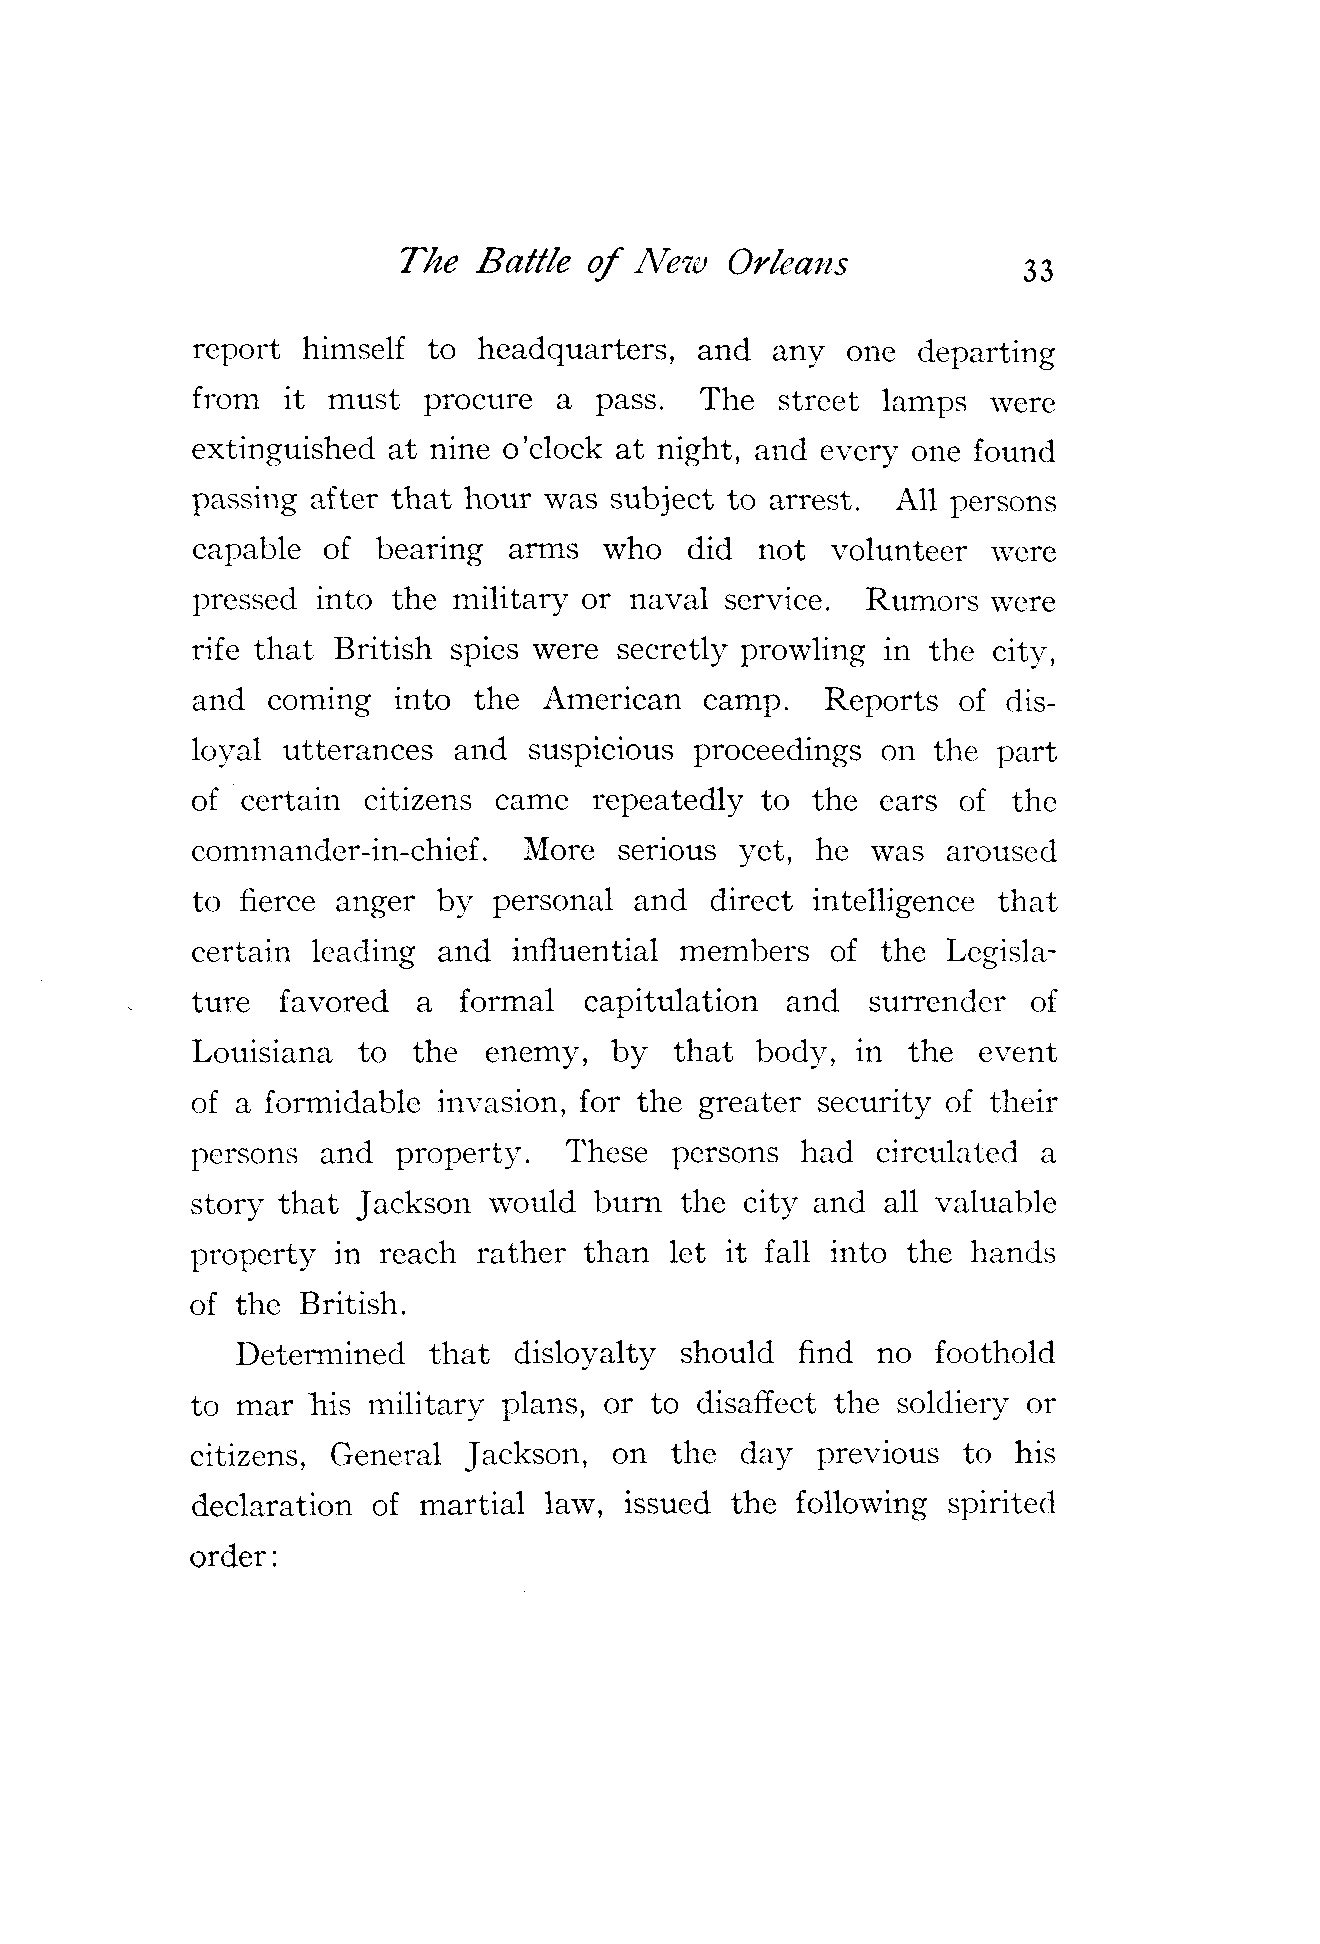 The Battle of New Orleans 33
report himself to headquarters, and any one departing
from it must procure a pass. The street lamps were
extinguished at nine o'clock at night, and every one found
passing after that hour was subject to arrest. All persons
capable of bearing arms who did not volunteer were
pressed into the military or naval service. Rumors were
rife that British spies were secretly prowling in the city,
and coming into the American camp. Reports of dis-
loyal utterances and suspicious proceedings on the part
of certain citizens came repeatedly to the ears of the
commander-in-chief. More serious yet, he was aroused
to fierce anger by personal and direct intelligence that
certain leading and influential members of the Legisla-
ture favored a formal capitulation and surrender of
Louisiana to the enemy, by that body, in the event
of a formidable invasion, for the greater security of their
persons and property. These persons had circulated a
story that Jackson would burn the city and all valuable
property in reach rather than let it fall into the hands
of the British.
Determined that disloyalty should find no foothold
to mar his military plans, or to disaffect the soldiery or
citizens, General Jackson, on the day previous to his
declaration of martial law, issued the following spirited
order: